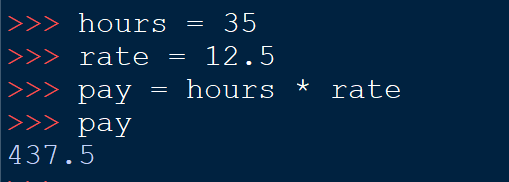 >>> hours = 35
>>> rate = 12.5
>>> pay = hours * rate
>>> pay
437.5